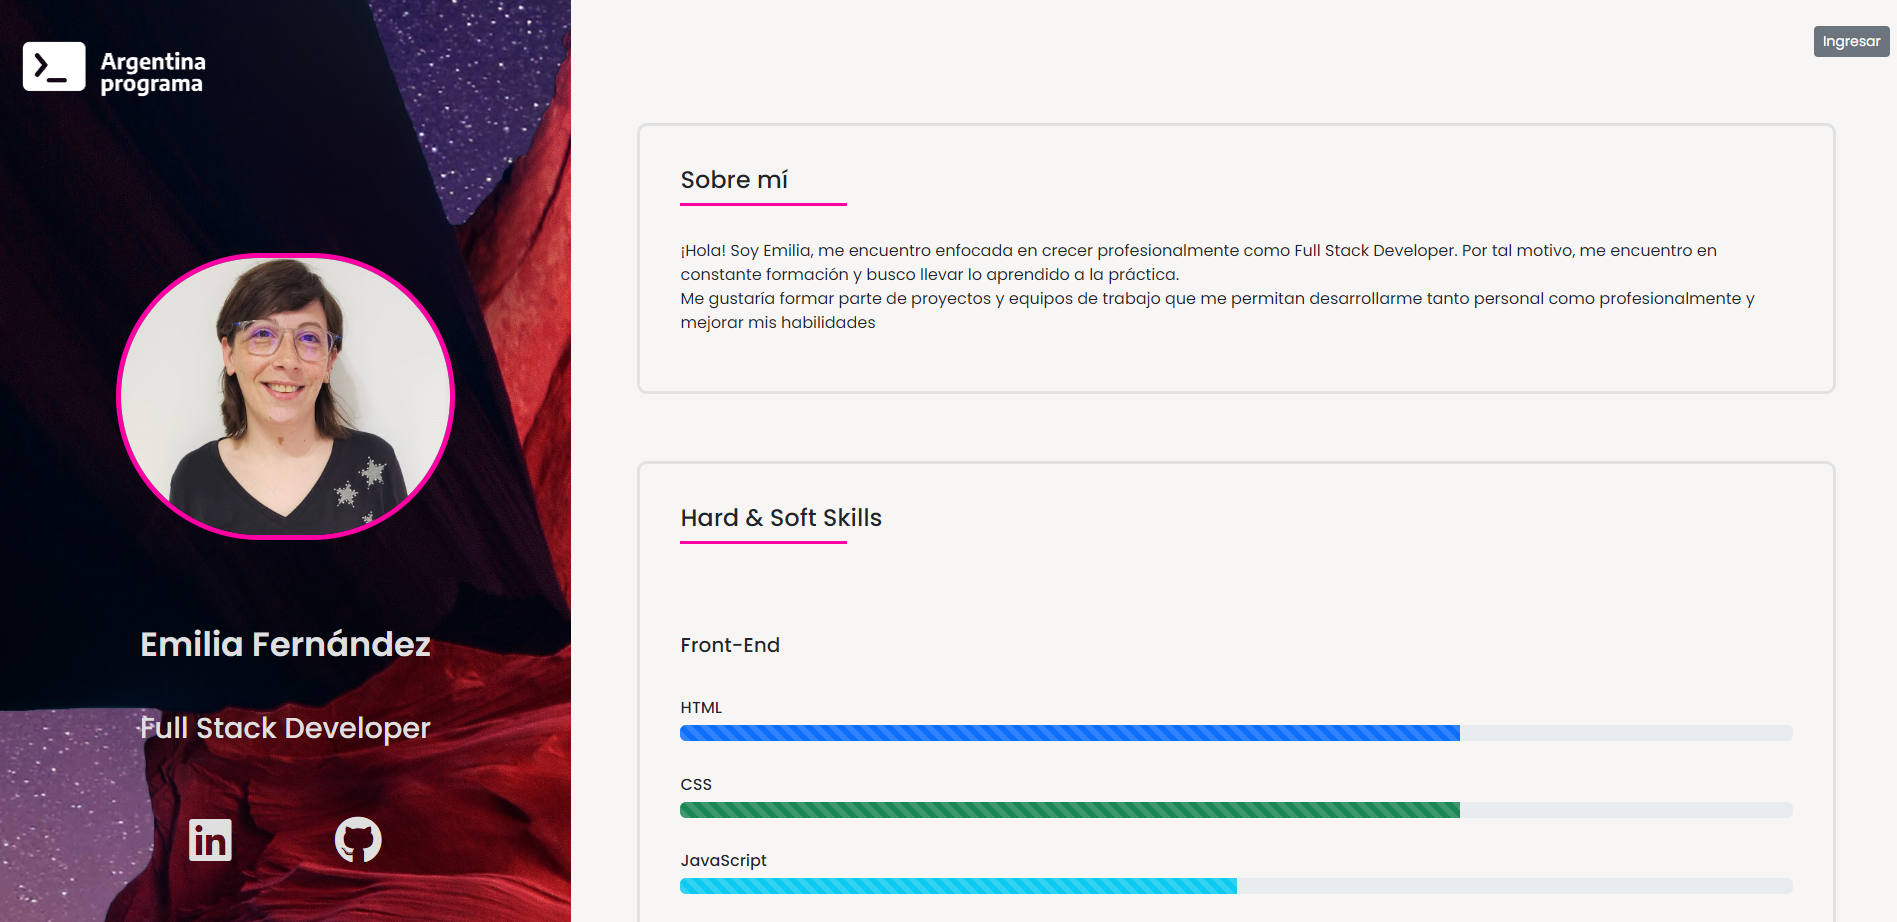 Argentina
programa
Emilia Fernández
Full Stack Developer
Ingresar
Sobre mí
¡Hola! Soy Emilia, me encuentro enfocada en crecer profesionalmente como Full Stack Developer. Por tal motivo, me encuentro en
constante formación y busco llevar lo aprendido a la práctica.
Me gustaría formar parte de proyectos y equipos de trabajo que me permitan desarrollarme tanto personal como profesionalmente y
mejorar mis habilidades
Hard & Soft Skills
Front-End
HTML
CSS
JavaScript